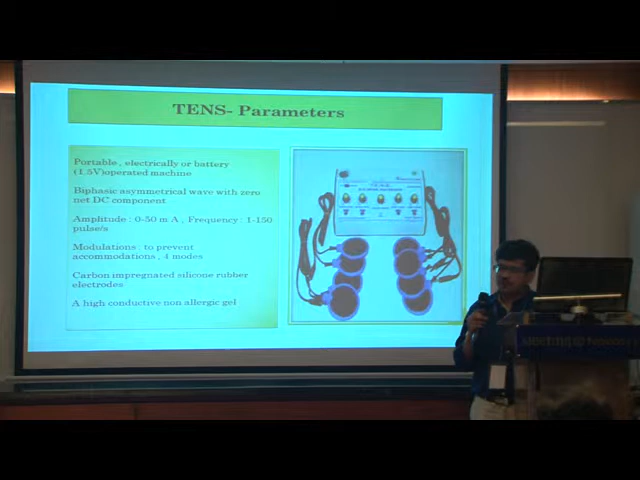 TENS- Parameters
Portable , electrically or battery
(1.5V)operated machine
Biphasic asymmetrical wave with zero
net DC component
Amplitude : 0-50 m A , Frequency : 1-150
pulse/s
Modulations : to prevent
accommodations , 4 modes
Carbon impregnated silicone rubber
electrodes
A high conductive non allergic gel